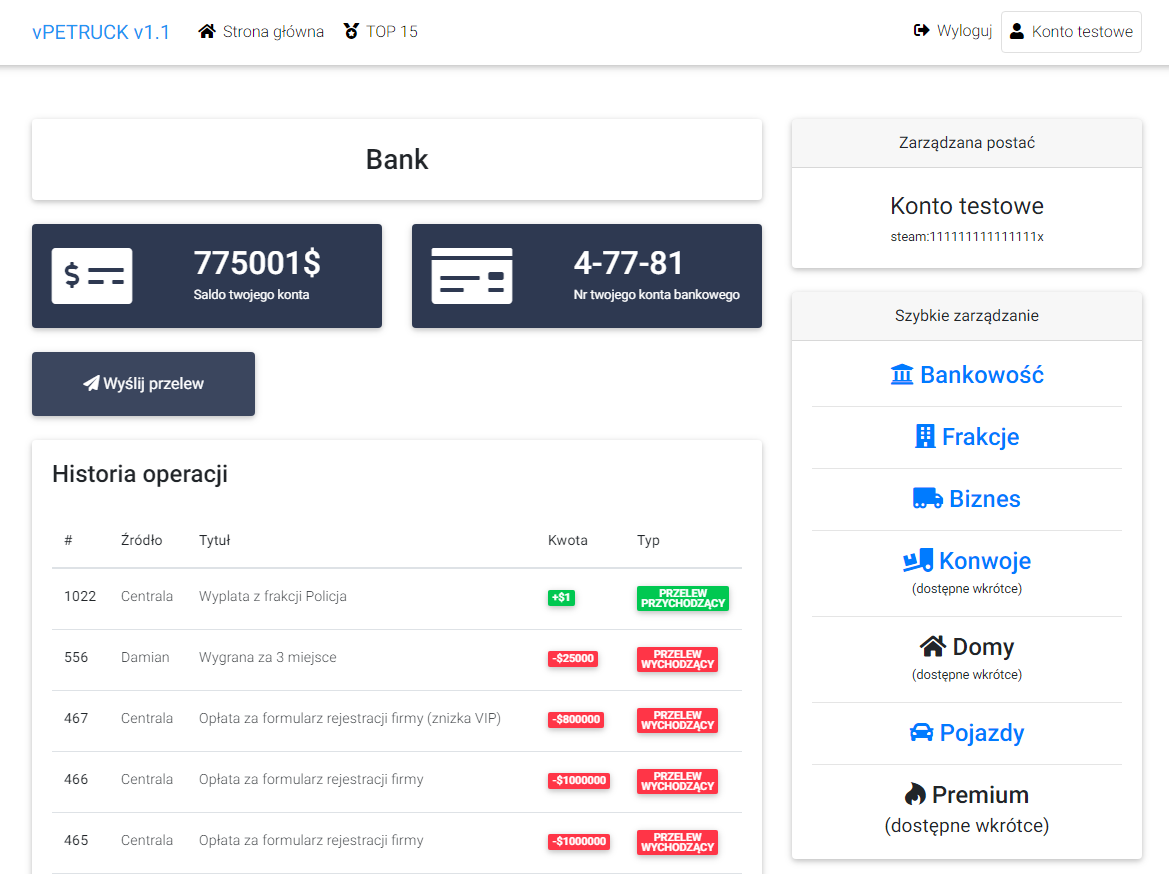 vPETRUCK v1.1 Strona główna TOP 15 Wyloguj Konto testowe
Bank
775001$
Saldo twojego konta
4-77-81
Nr twojego konta bankowego
Wyślij przelew
Historia operacji
# Źródło Tytuł Kwota Typ
1022 Centrala Wyplata z frakcji Policja +$1 PRZELEW
PRZYCHODZĄCY
556 Damian Wygrana za 3 miejsce -$25000 PRZELEW
WYCHODZĄCY
467 Centrala Opłata za formularz rejestracji firmy (znizka VIP) -$800000 PRZELEW
WYCHODZĄCY
466 Centrala Opłata za formularz rejestracji firmy -$1000000 PRZELEW
WYCHODZĄCY
465 Centrala Opłata za formularz rejestracji firmy -$1000000 PRZELEW
WYCHODZĄCY
Zarządzana postać
Konto testowe
steam:111111111111111x
Szybkie zarządzanie
Bankowość
Frakcje
Biznes
Konwoje
(dostępne wkrótce)
Domy
(dostępne wkrótce)
Pojazdy
Premium
(dostępne wkrótce)